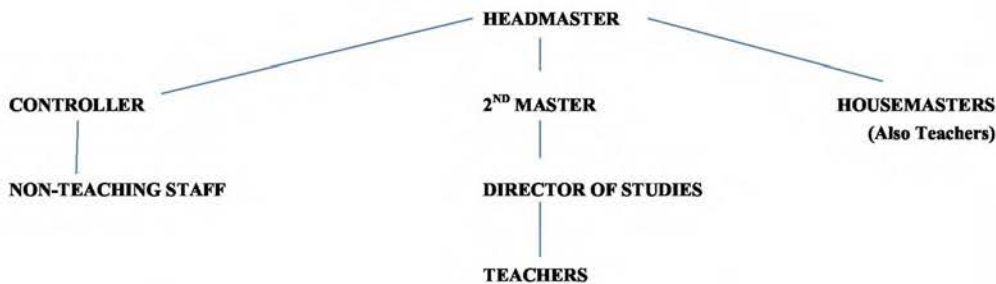 HEADMASTER
CONTROLLER
2ND MASTER
HOUSEMASTERS
(Also Teachers)
NON-TEACHING STAFF
DIRECTOR OF STUDIES
TEACHERS